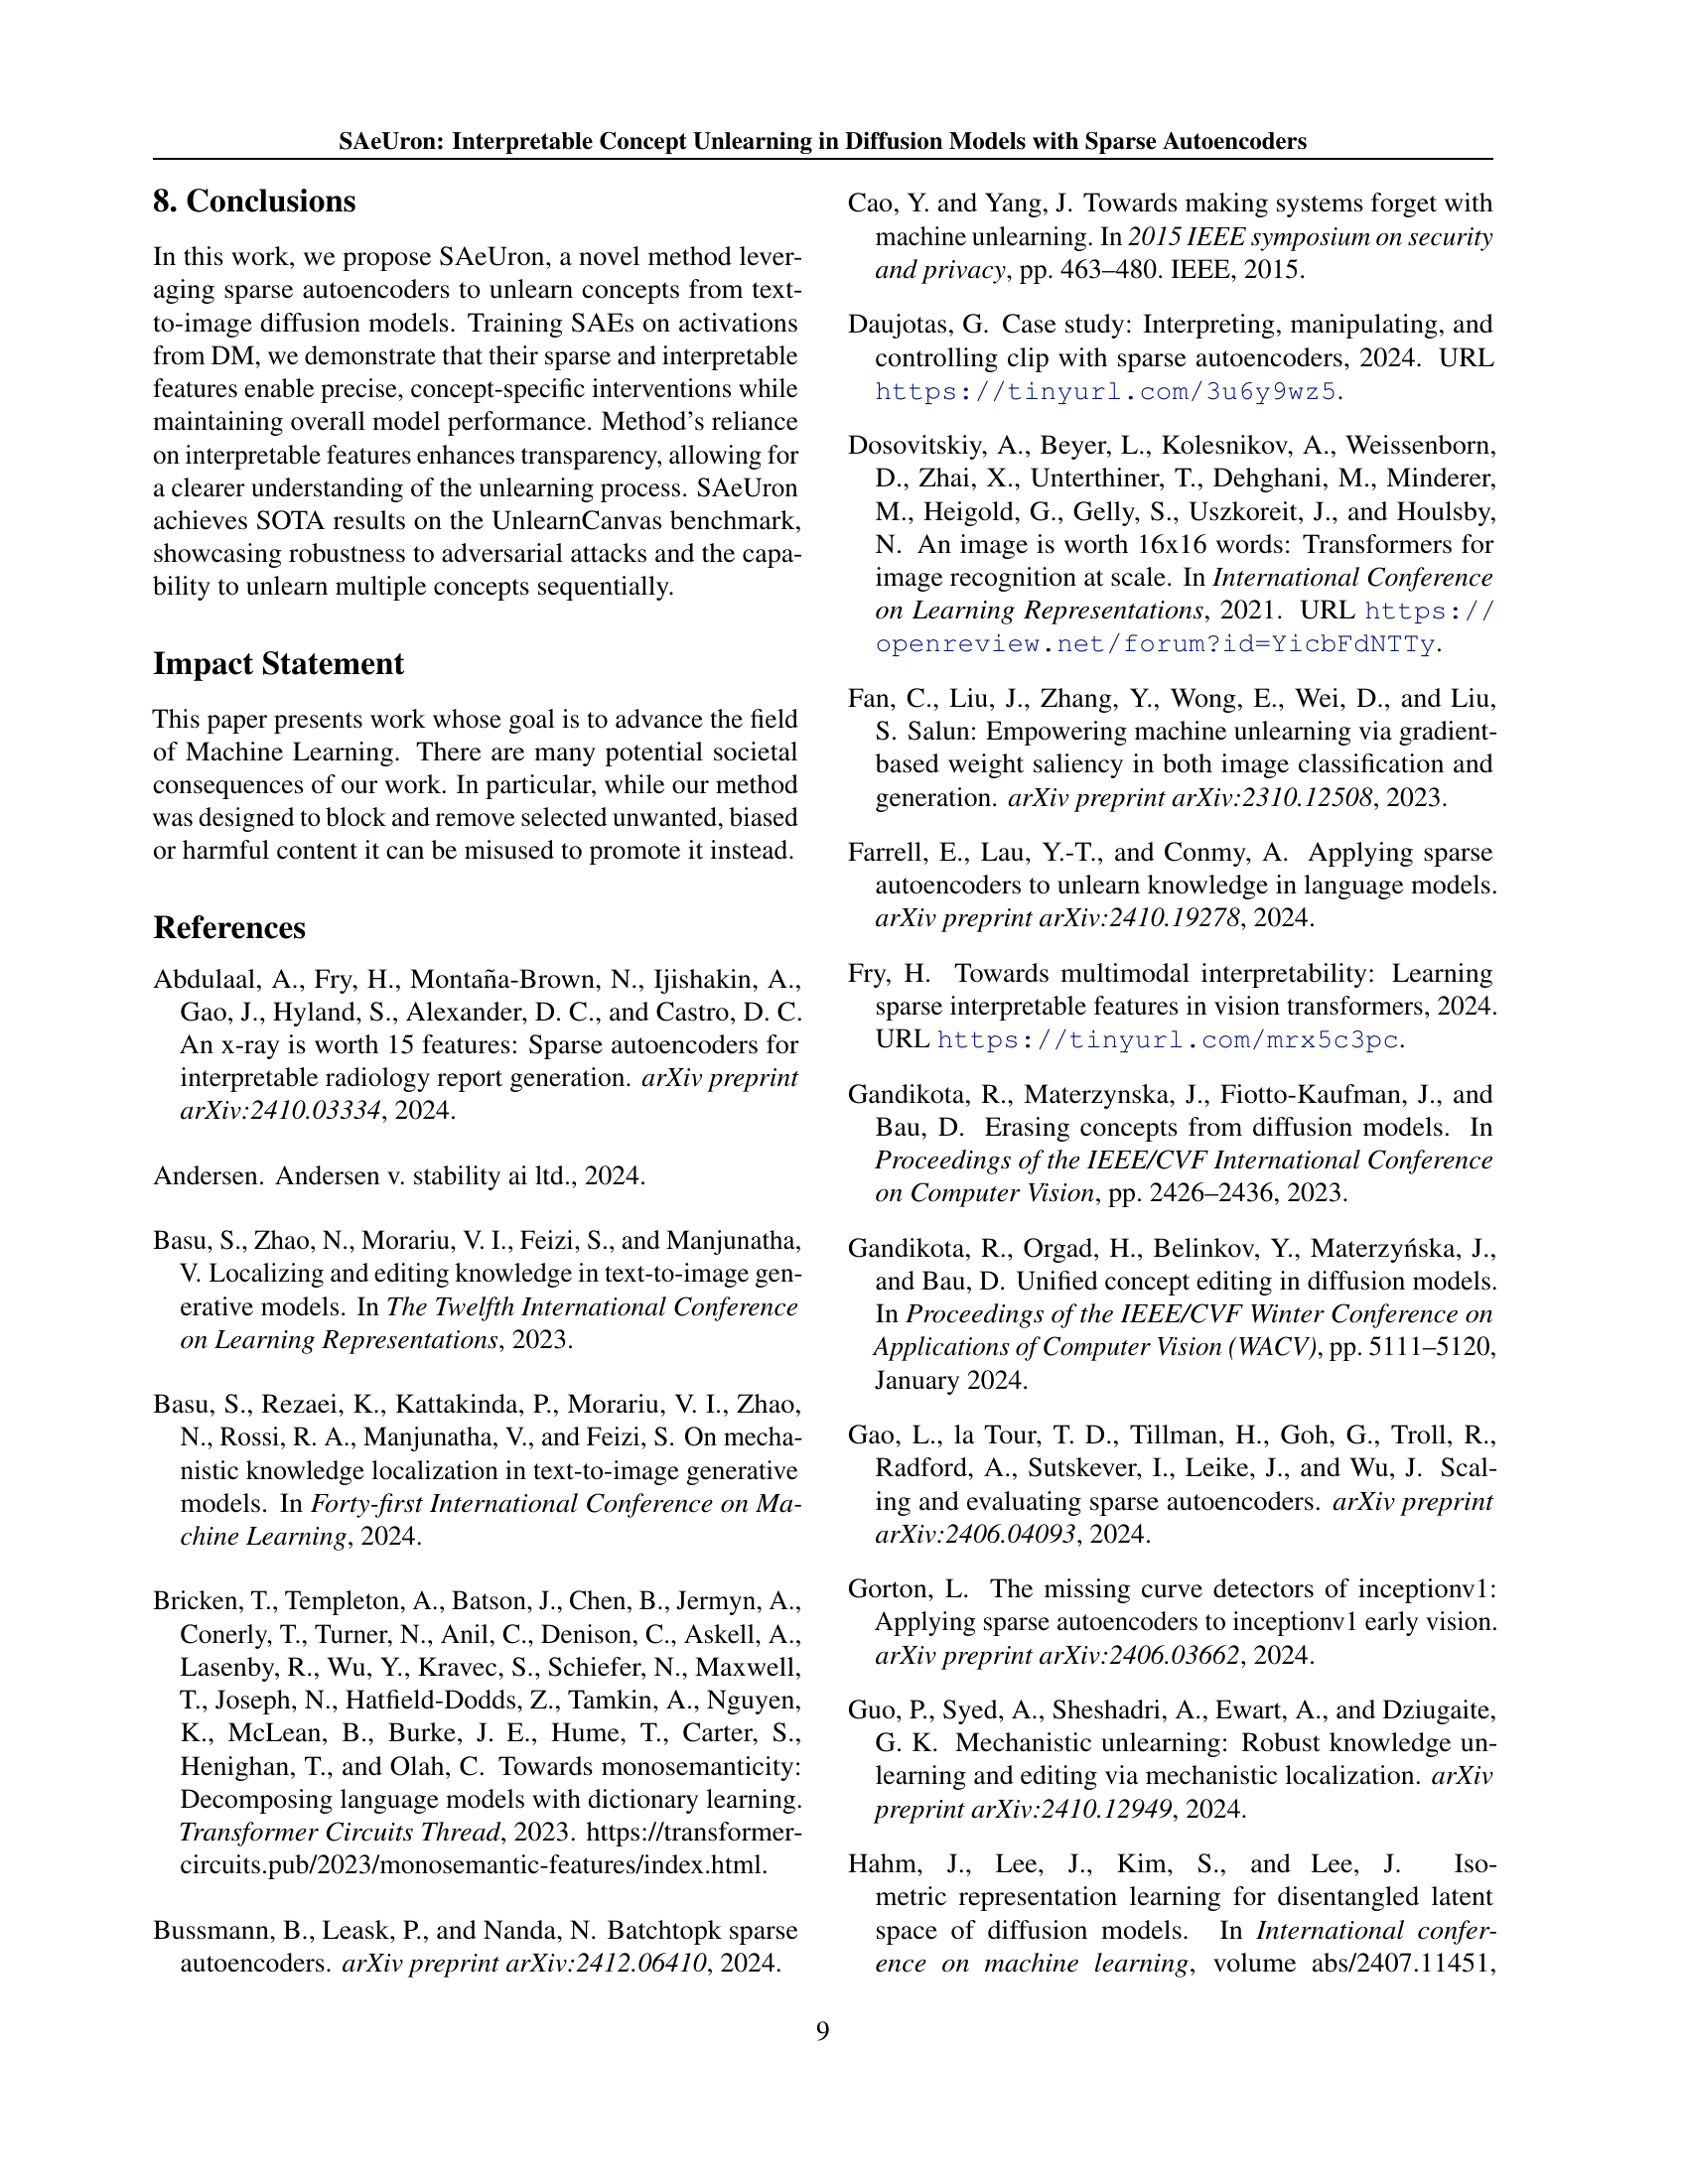 SAeUron: Interpretable Concept Unlearning in Diffusion Models with Sparse Autoencoders
8. Conclusions
In this work, we propose SAeUron, a novel method lever-
aging sparse autoencoders to unlearn concepts from text-
to-image diffusion models. Training SAEs on activations
from DM, we demonstrate that their sparse and interpretable
features enable precise, concept-specific interventions while
maintaining overall model performance. Method's reliance
on interpretable features enhances transparency, allowing for
a clearer understanding of the unlearning process. SAeUron
achieves SOTA results on the UnlearnCanvas benchmark,
showcasing robustness to adversarial attacks and the capa-
bility to unlearn multiple concepts sequentially.
Impact Statement
This paper presents work whose goal is to advance the field
of Machine Learning. There are many potential societal
consequences of our work. In particular, while our method
was designed to block and remove selected unwanted, biased
or harmful content it can be misused to promote it instead.
References
Abdulaal, A., Fry, H., Montaña-Brown, N., Ijishakin, A.,
Gao, J., Hyland, S., Alexander, D. C., and Castro, D. C.
An x-ray is worth 15 features: Sparse autoencoders for
interpretable radiology report generation. arXiv preprint
arXiv:2410.03334, 2024.
Andersen. Andersen v. stability ai ltd., 2024.
Basu, S., Zhao, N., Morariu, V. I., Feizi, S., and Manjunatha,
V. Localizing and editing knowledge in text-to-image gen-
erative models. In The Twelfth International Conference
on Learning Representations, 2023.
Basu, S., Rezaei, K., Kattakinda, P., Morariu, V. I., Zhao,
N., Rossi, R. A., Manjunatha, V., and Feizi, S. On mecha-
nistic knowledge localization in text-to-image generative
models. In Forty-first International Conference on Ma-
chine Learning, 2024.
Bricken, T., Templeton, A., Batson, J., Chen, B., Jermyn, A.,
Conerly, T., Turner, N., Anil, C., Denison, C., Askell, A.,
Lasenby, R., Wu, Y., Kravec, S., Schiefer, N., Maxwell,
T., Joseph, N., Hatfield-Dodds, Z., Tamkin, A., Nguyen,
K., McLean, B., Burke, J. E., Hume, T., Carter, S.,
Henighan, T., and Olah, C. Towards monosemanticity:
Decomposing language models with dictionary learning.
Transformer Circuits Thread, 2023. https://transformer-
circuits.pub/2023/monosemantic-features/index.html.
Bussmann, B., Leask, P., and Nanda, N. Batchtopk sparse
autoencoders. arXiv preprint arXiv:2412.06410, 2024.
Cao, Y. and Yang, J. Towards making systems forget with
machine unlearning. In 2015 IEEE symposium on security
and privacy, pp. 463–480. IEEE, 2015.
Daujotas, G. Case study: Interpreting, manipulating, and
controlling clip with sparse autoencoders, 2024. URL
https://tinyurl.com/3u6y9wz5.
Dosovitskiy, A., Beyer, L., Kolesnikov, A., Weissenborn,
D., Zhai, X., Unterthiner, T., Dehghani, M., Minderer,
M., Heigold, G., Gelly, S., Uszkoreit, J., and Houlsby,
N. An image is worth 16x16 words: Transformers for
image recognition at scale. In International Conference
on Learning Representations, 2021. URL https://
openreview.net/forum?id=YicbFdNTTy.
Fan, C., Liu, J., Zhang, Y., Wong, E., Wei, D., and Liu,
S. Salun: Empowering machine unlearning via gradient-
based weight saliency in both image classification and
generation. arXiv preprint arXiv:2310.12508, 2023.
Farrell, E., Lau, Y.-T., and Conmy, A. Applying sparse
autoencoders to unlearn knowledge in language models.
arXiv preprint arXiv:2410.19278, 2024.
Fry, H. Towards multimodal interpretability: Learning
sparse interpretable features in vision transformers, 2024.
URL https://tinyurl.com/mrx5c3pc.
Gandikota, R., Materzynska, J., Fiotto-Kaufman, J., and
Bau, D. Erasing concepts from diffusion models. In
Proceedings of the IEEE/CVF International Conference
on Computer Vision, pp. 2426–2436, 2023.
Gandikota, R., Orgad, H., Belinkov, Y., Materzyńska, J.,
and Bau, D. Unified concept editing in diffusion models.
In Proceedings of the IEEE/CVF Winter Conference on
Applications of Computer Vision (WACV), pp. 5111–5120,
January 2024.
Gao, L., la Tour, T. D., Tillman, H., Goh, G., Troll, R.,
Radford, A., Sutskever, I., Leike, J., and Wu, J. Scal-
ing and evaluating sparse autoencoders. arXiv preprint
arXiv:2406.04093, 2024.
Gorton, L. The missing curve detectors of inceptionv1:
Applying sparse autoencoders to inceptionv1 early vision.
arXiv preprint arXiv:2406.03662, 2024.
Guo, P., Syed, A., Sheshadri, A., Ewart, A., and Dziugaite,
G. K. Mechanistic unlearning: Robust knowledge un-
learning and editing via mechanistic localization. arXiv
preprint arXiv:2410.12949, 2024.
Hahm, J., Lee, J., Kim, S., and Lee, J. Iso-
metric representation learning for disentangled latent
space of diffusion models. In International confer-
ence on machine learning, volume abs/2407.11451,
9